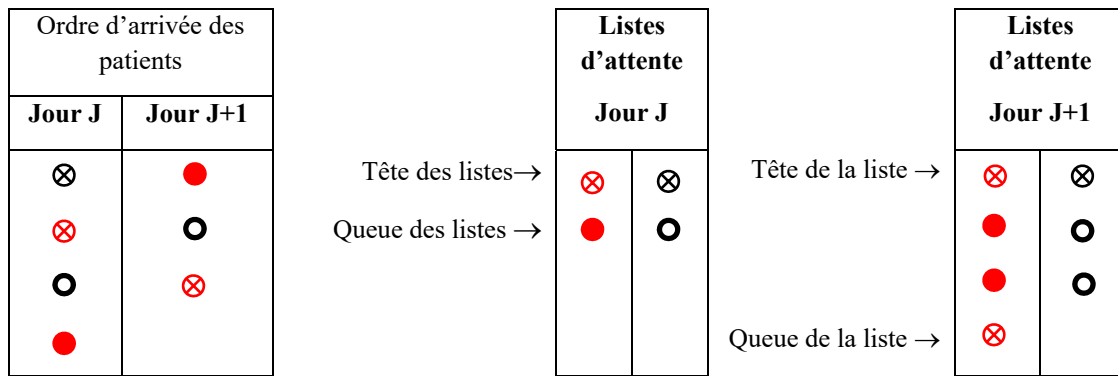 Ordre d’arrivée des
patients
Jour J
Jour J+1
Listes
d’attente
Jour J
Tête des listes→
Queue des listes →
Listes
d’attente
Jour J+1
Tête de la liste →
Queue de la liste →